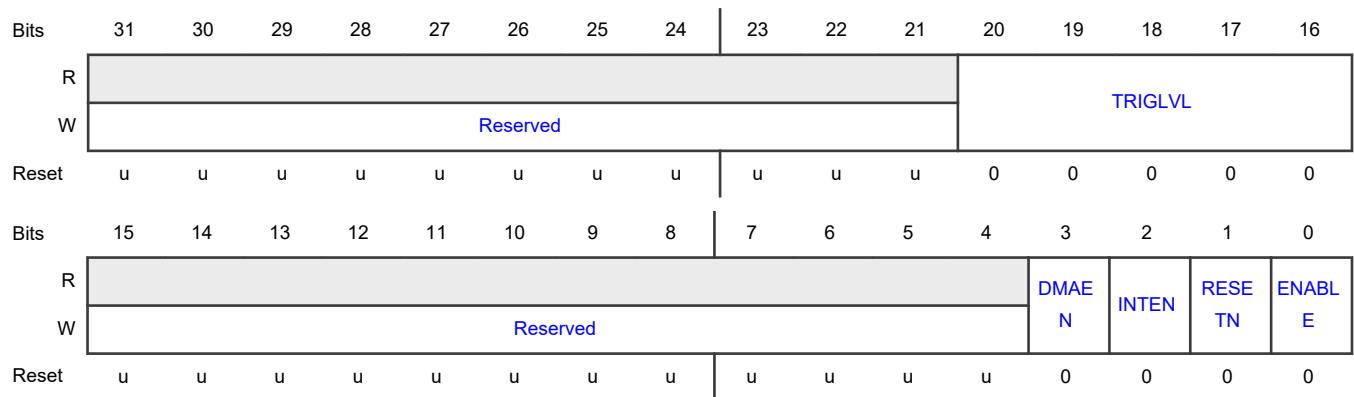 Bits 31 30 29 28 27 26 25 24 23 22 21 20 19 18 17 16
R
TRIGLVL
W Reserved
Reset u u u u u u u u u u u 0 0 0 0 0
Bits 15 14 13 12 11 10 9 8 7 6 5 4 3 2 1 0
R
DMAE
N
INTEN
RESE
TN
ENABL
E
W Reserved
Reset u u u u u u u u u u u u 0 0 0 0